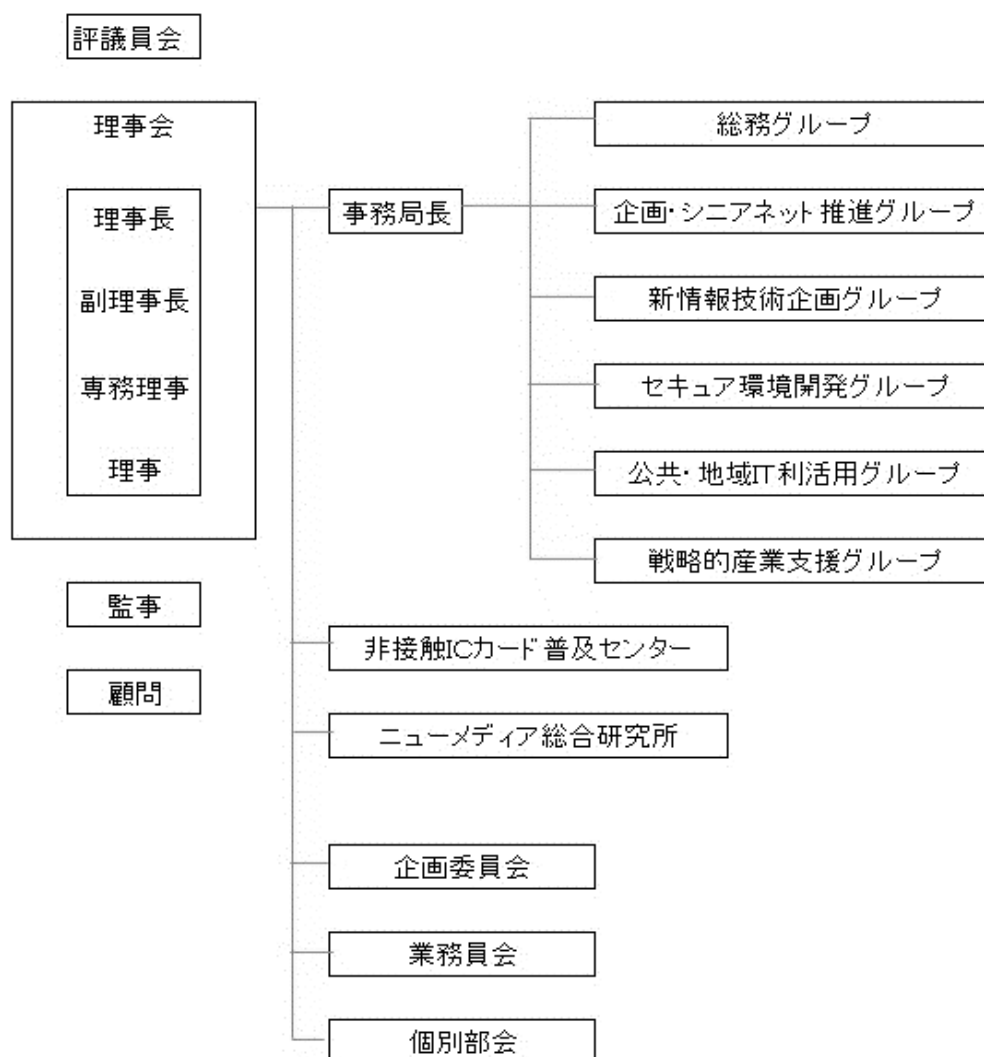 評議員会
理事会
理事長
副理事長
専務理事
理事
監事
顧問
事務局長
総務グループ
企画・シニアネット推進グループ
新情報技術企画グループ
セキュア環境開発グループ
公共・地域IT利活用グループ
戦略的産業支援グループ
非接触ICカード普及センター
ニューメディア総合研究所
企画委員会
業務員会
個別部会